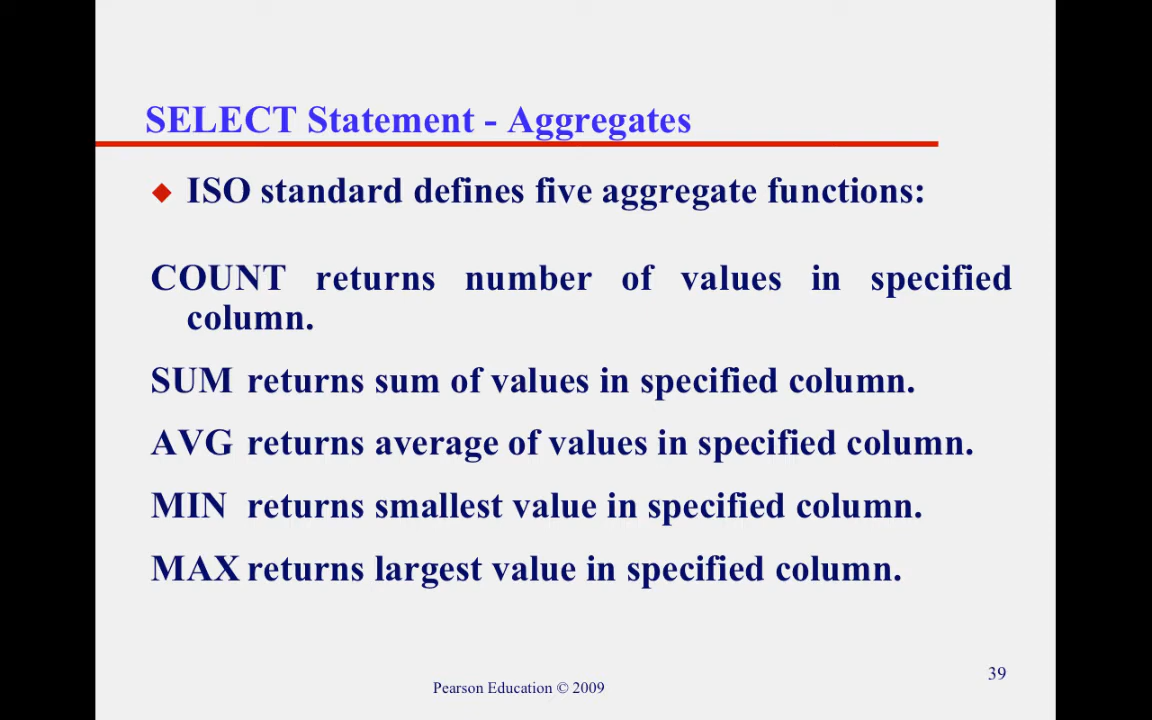 SELECT Statement - Aggregates
◆ ISO standard defines five aggregate functions:
COUNT returns number of values in specified
column.
SUM returns sum of values in specified column.
AVG returns average of values in specified column.
MIN returns smallest value in specified column.
MAX returns largest value in specified column.
39
Pearson Education © 2009